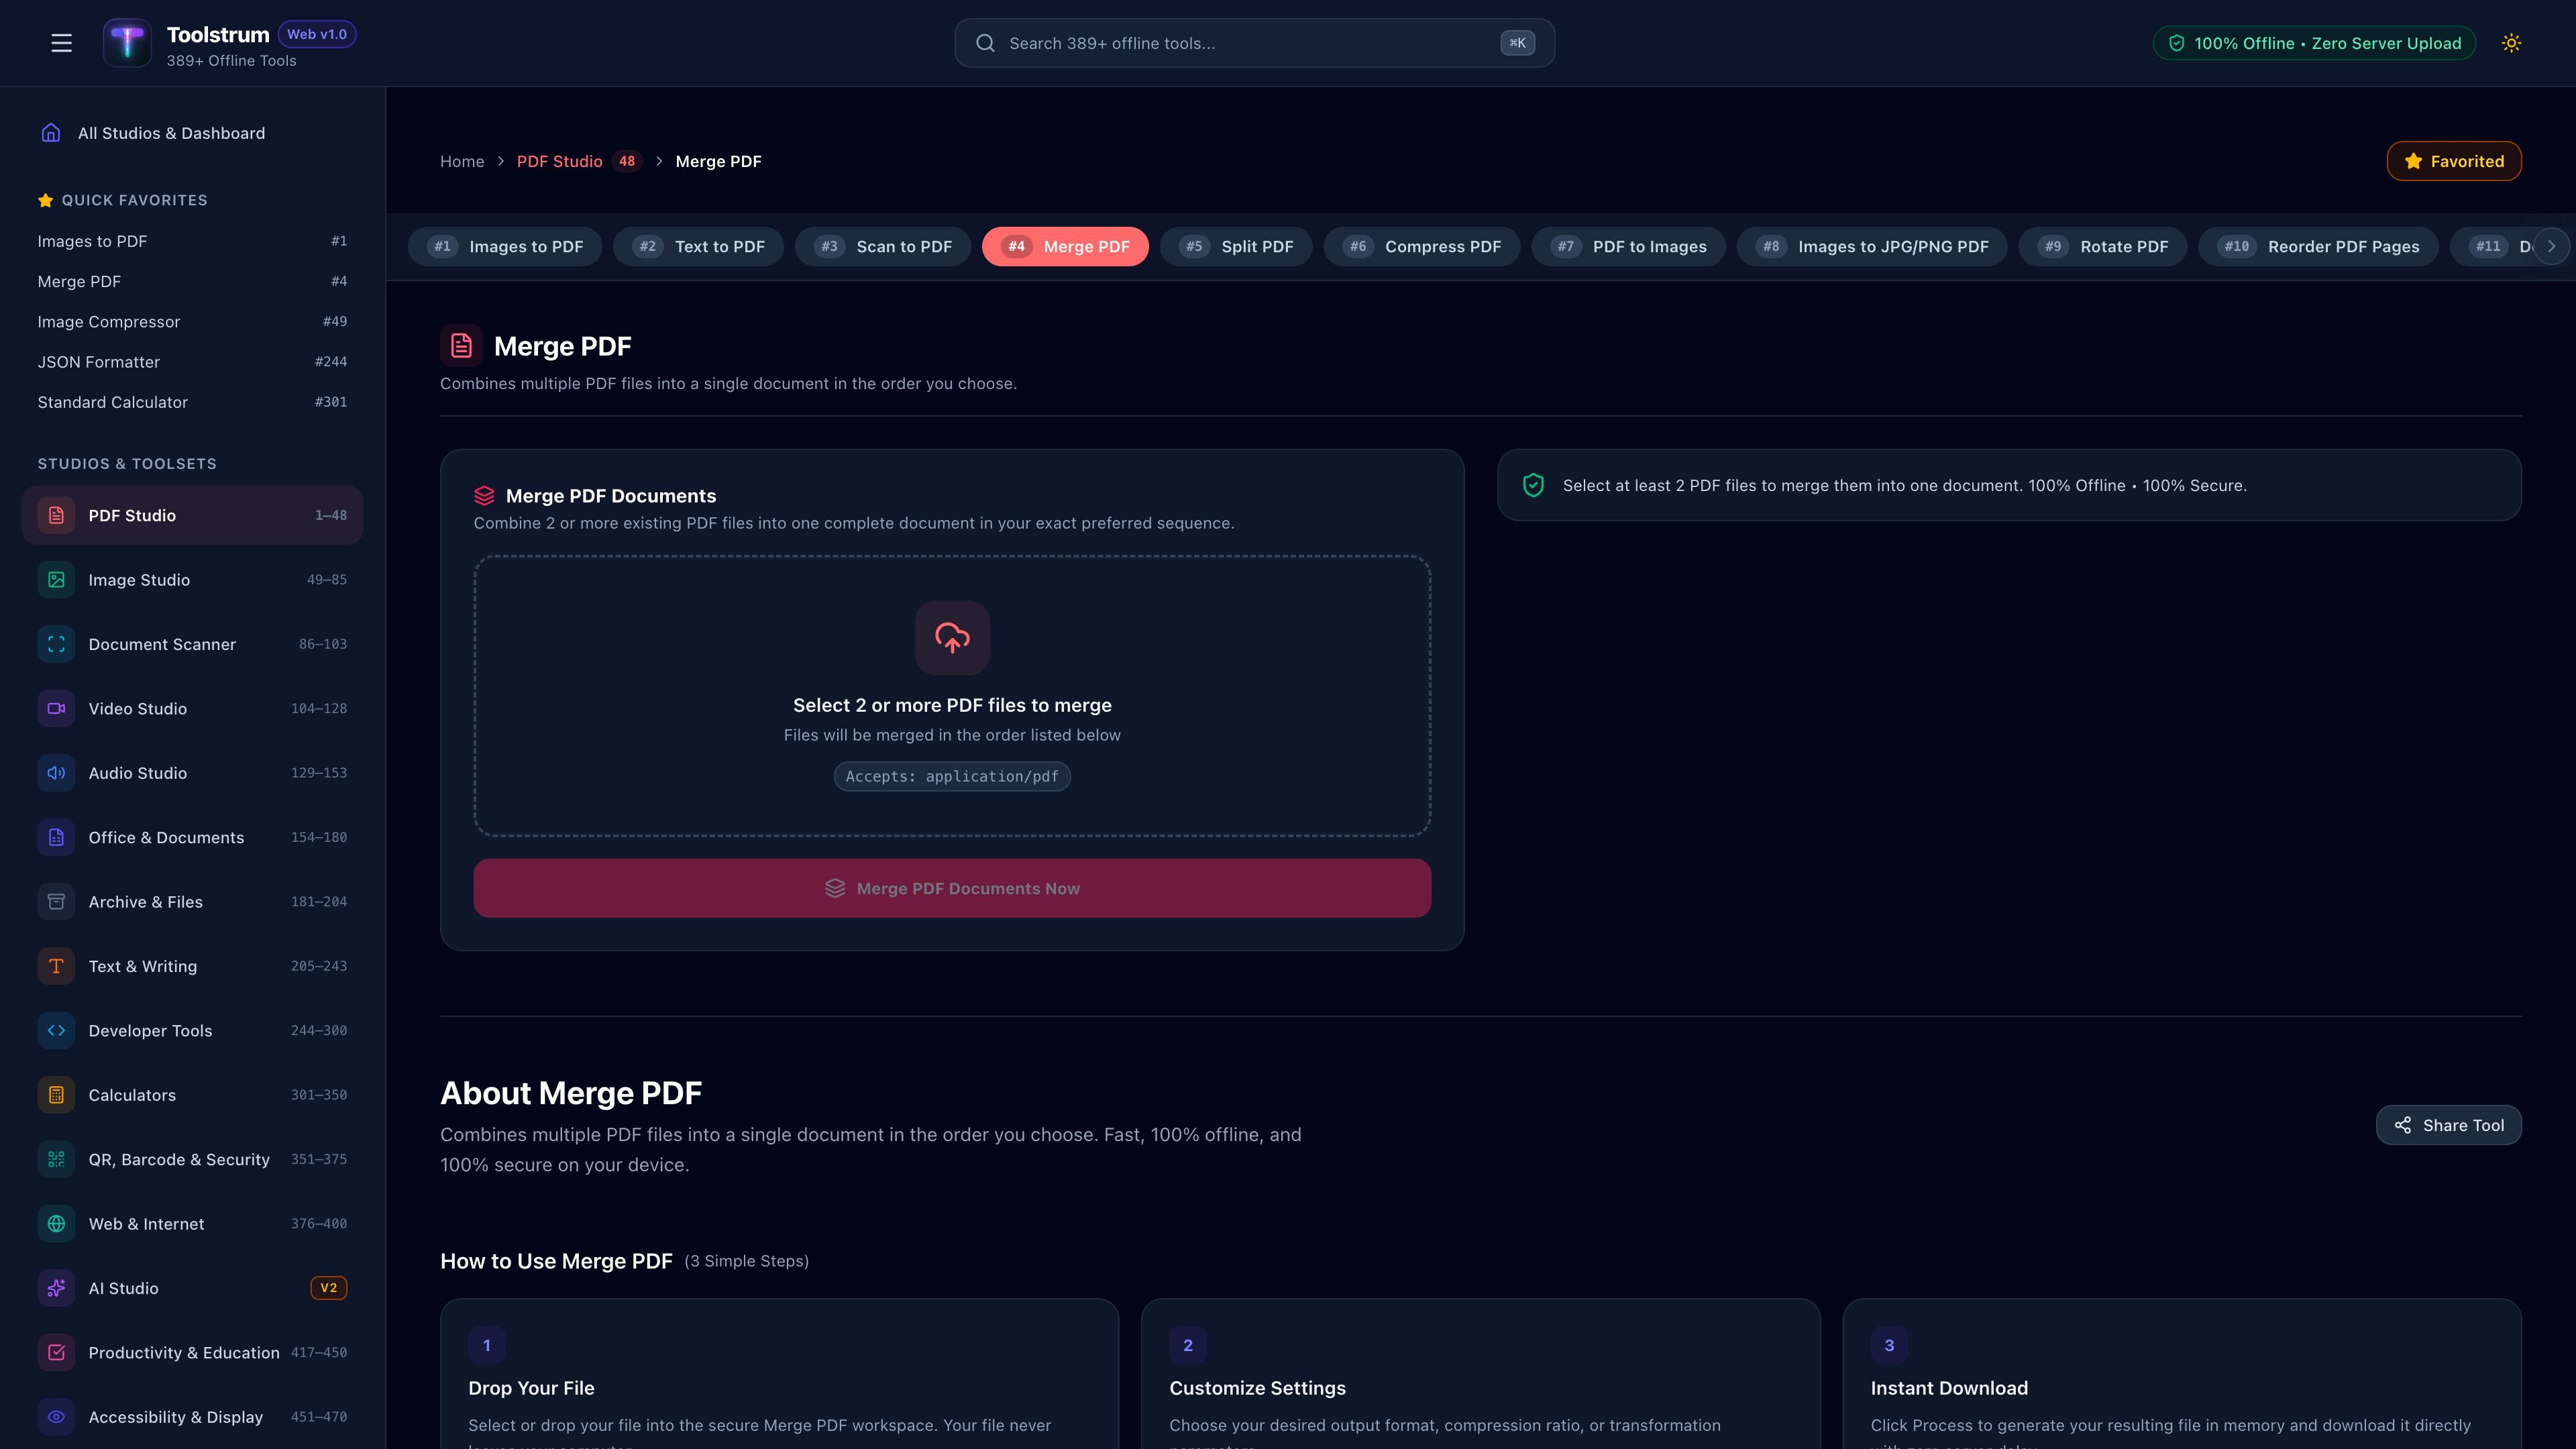 Toolstrum Web v1.0
389+ Offline Tools
Search 389+ offline tools... ⌘K
100% Offline • Zero Server Upload
All Studios & Dashboard
QUICK FAVORITES
Images to PDF #1
Merge PDF #4
Image Compressor #49
JSON Formatter #244
Standard Calculator #301
STUDIOS & TOOLSETS
PDF Studio 1–48
Image Studio 49–85
Document Scanner 86–103
Video Studio 104–128
Audio Studio 129–153
Office & Documents 154–180
Archive & Files 181–204
Text & Writing 205–243
Developer Tools 244–300
Calculators 301–350
QR, Barcode & Security 351–375
Web & Internet 376–400
AI Studio V2
Productivity & Education 417–450
Accessibility & Display 451–470
Home > PDF Studio 48 > Merge PDF
Favorited
#1 Images to PDF
#2 Text to PDF
#3 Scan to PDF
#4 Merge PDF
#5 Split PDF
#6 Compress PDF
#7 PDF to Images
#8 Images to JPG/PNG PDF
#9 Rotate PDF
#10 Reorder PDF Pages
#11
Merge PDF
Combines multiple PDF files into a single document in the order you choose.
Merge PDF Documents
Combine 2 or more existing PDF files into one complete document in your exact preferred sequence.
Select 2 or more PDF files to merge
Files will be merged in the order listed below
Accepts: application/pdf
Merge PDF Documents Now
Select at least 2 PDF files to merge them into one document. 100% Offline • 100% Secure.
About Merge PDF
Combines multiple PDF files into a single document in the order you choose. Fast, 100% offline, and
100% secure on your device.
Share Tool
How to Use Merge PDF (3 Simple Steps)
1
Drop Your File
Select or drop your file into the secure Merge PDF workspace. Your file never
2
Customize Settings
Choose your desired output format, compression ratio, or transformation
3
Instant Download
Click Process to generate your resulting file in memory and download it directly